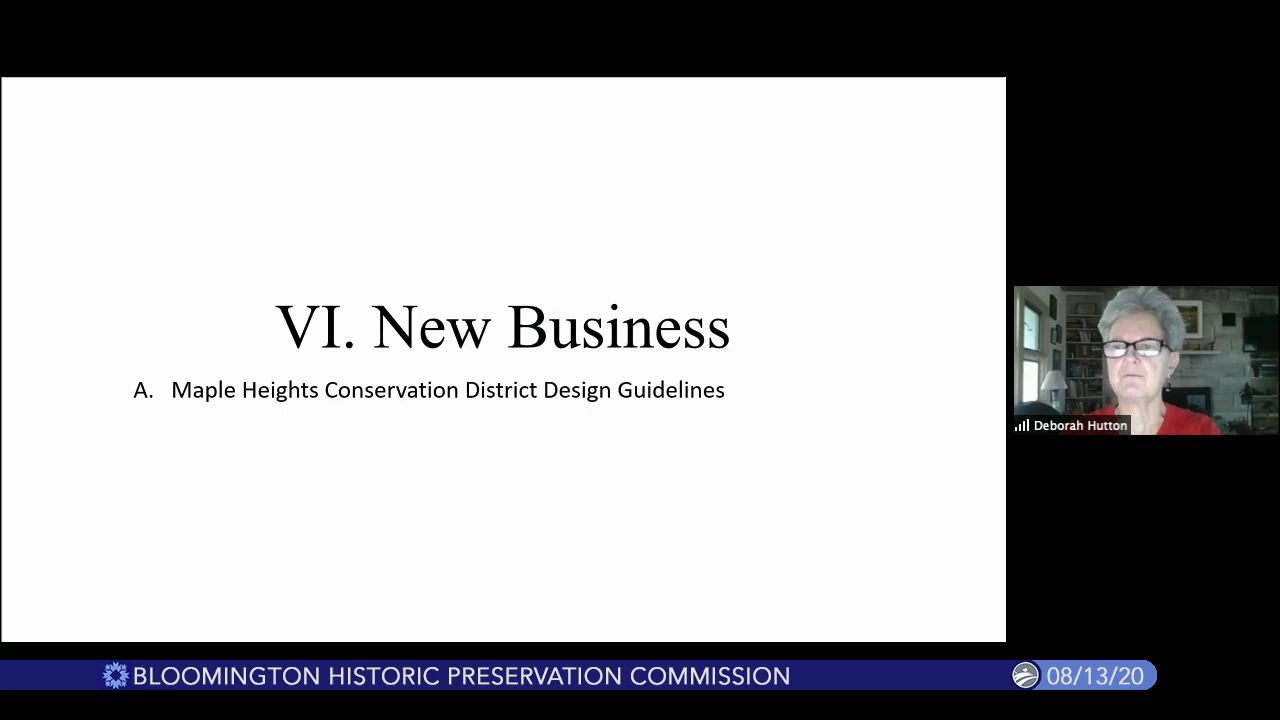 VI. New Business
A. Maple Heights Conservation District Design Guidelines
Deborah Hutton
BLOOMINGTON HISTORIC PRESERVATION COMMISSION
08/13/20